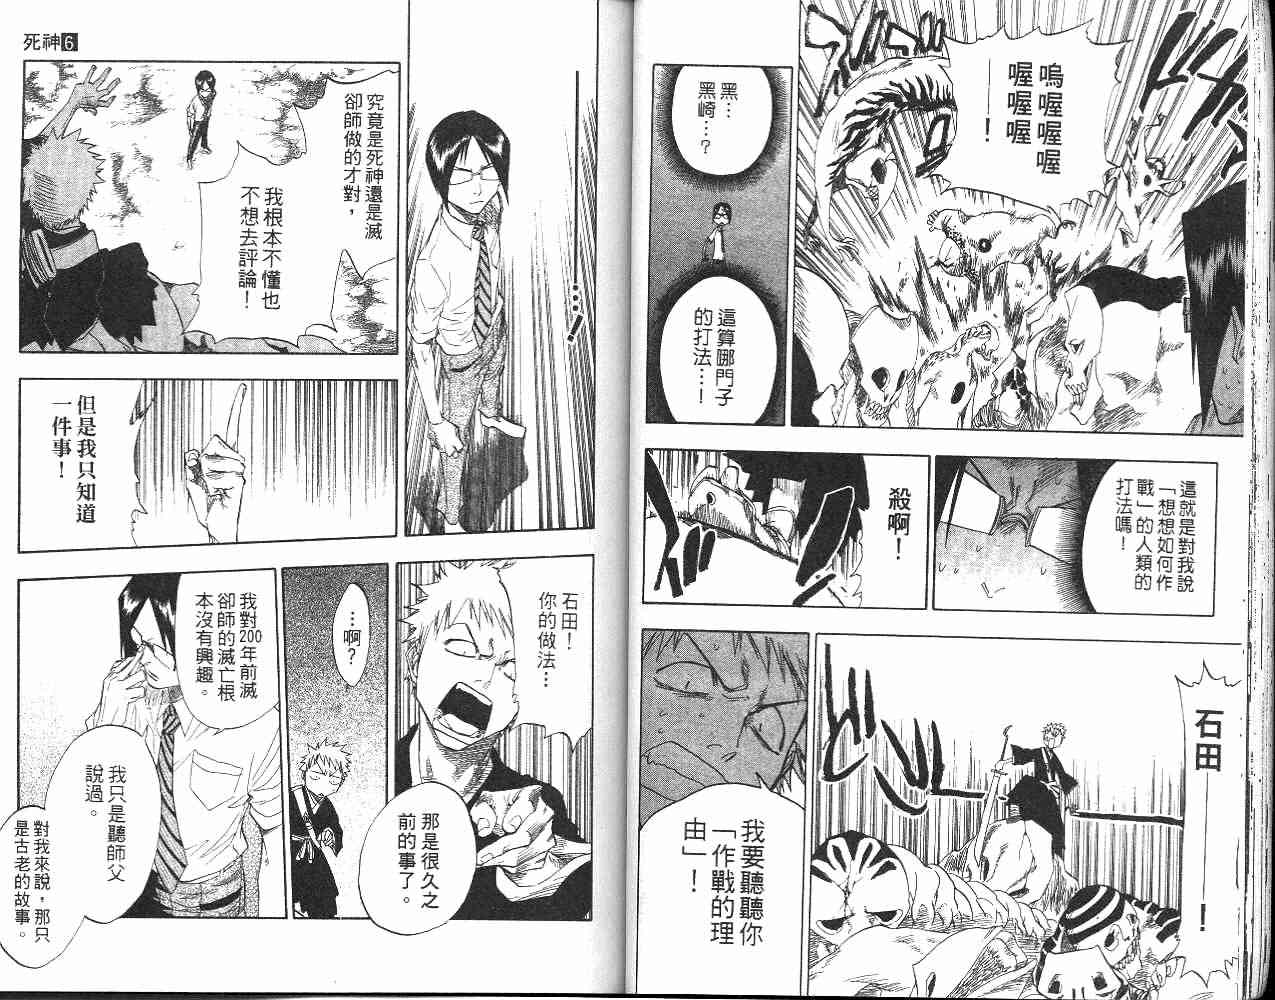 嗚喔喔喔
喔喔喔
──！
黑…
黑崎…？
這算哪門子
的打法…！
這就是對我說
「想想如何作
戰」的人類的
打法嗎！
殺啊！
石田──！
我要聽聽你
「作戰的理
由」！
死神6
…！
究竟是死神還是滅
卻師做的才對，
我根本不懂也
不想去評論！
但是我只知道
一件事！
石田！
你的做法…
那是很久之
前的事了。
…啊？
我對200年前滅
卻師的滅亡根
本沒有興趣。
我只是聽師父
說過。
對我來說，那只
是古老的故事。